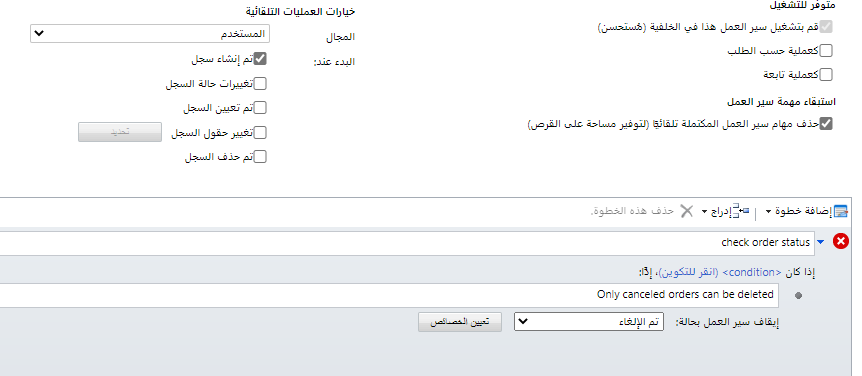 متوفر للتشغيل
قم بتشغيل سير العمل هذا في الخلفية (مُستحسن)
كعملية حسب الطلب
كعملية تابعة
استبقاء مهمة سير العمل
حذف مهام سير العمل المكتملة تلقائيًا (لتوفير مساحة على القرص)
خيارات العمليات التلقائية
المجال المستخدم
البدء عند: تم إنشاء سجل
تغييرات حالة السجل
تم تعيين السجل
تغيير حقول السجل تحديد
تم حذف السجل
إضافة خطوة إدراج حذف هذه الخطوة.
check order status
إذا كان <condition> (انقر للتكوين)، إذًا:
Only canceled orders can be deleted
إيقاف سير العمل بحالة: تم الإلغاء تعيين الخصائص